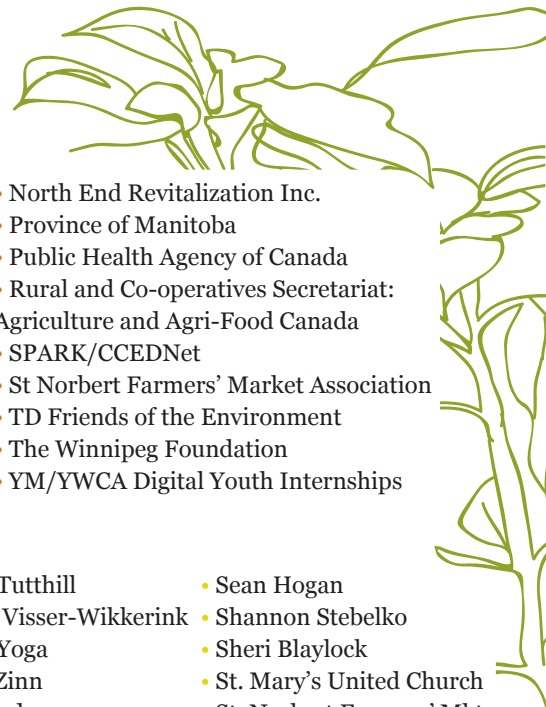 • North End Revitalization Inc.
• Province of Manitoba
• Public Health Agency of Canada
• Rural and Co-operatives Secretariat:
Agriculture and Agri-Food Canada
• SPARK/CCEDNet
• St Norbert Farmers’ Market Association
• TD Friends of the Environment
• The Winnipeg Foundation
• YM/YWCA Digital Youth Internships
Tutthill
Visser-Wikkerink
Yoga
Zinn
• Sean Hogan
• Shannon Stebelko
• Sheri Blaylock
• St. Mary’s United Church